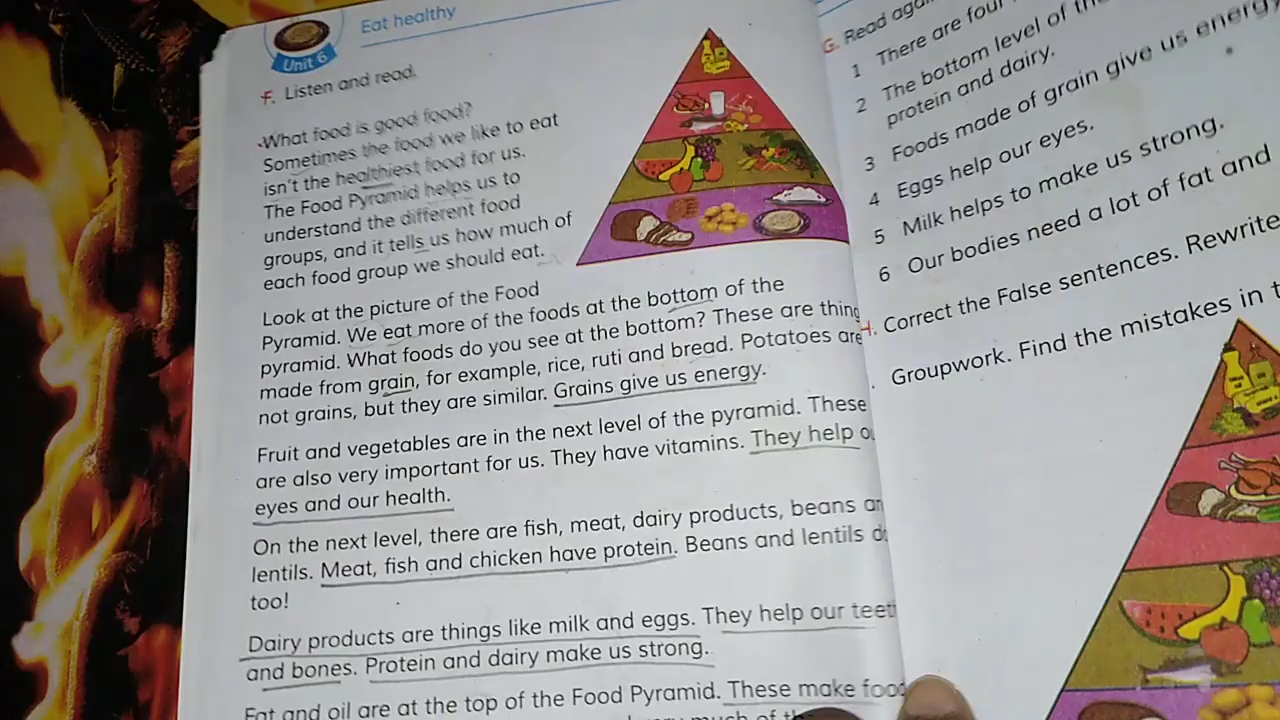 Unit 6
Eat healthy
F. Listen and read.
What food is good food?
Sometimes the food we like to eat
isn't the healthiest food for us.
The Food Pyramid helps us to
understand the different food
groups, and it tells us how much of
each food group we should eat.
Look at the picture of the Food
Pyramid. We eat more of the foods at the bottom of the
pyramid. What foods do you see at the bottom? These are thing
made from grain, for example, rice, ruti and bread. Potatoes are
not grains, but they are similar. Grains give us energy.
Fruit and vegetables are in the next level of the pyramid. These
are also very important for us. They have vitamins. They help
eyes and our health.
On the next level, there are fish, meat, dairy products, beans
lentils. Meat, fish and chicken have protein. Beans and lentils
too!
Dairy products are things like milk and eggs. They help our teet
and bones. Protein and dairy make us strong.
Fat and oil are at the top of the Food Pyramid. These make food
much of
G. Read
1 There are four
2 The bottom level of
protein and dairy.
3 Foods made of grain give us energy
4 Eggs help our eyes.
5 Milk helps to make us strong.
6 Our bodies need a lot of fat and
H. Correct the False sentences. Rewrite
Groupwork. Find the mistakes in